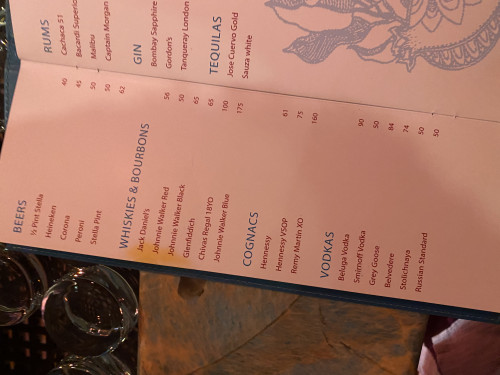 BEERS
½ Pint Stella 40
Heineken 45
Corona 50
Peroni 50
Stella Pint 62
WHISKIES & BOURBONS
Jack Daniel's 56
Johnnie Walker Red 50
Johnnie Walker Black 65
Glenfiddich 65
Chivas Regal 18YO 100
Johnnie Walker Blue 175
COGNACS
Hennessy 61
Hennessy VSOP 75
Remy Martin XO 160
VODKAS
Beluga Vodka 90
Smirnoff Vodka 50
Grey Goose 84
Belvedere 74
Stolichnaya 50
Russian Standard 50
RUMS
Cachaca 51
Bacardi Superio
Malibu
Captain Morgan
GIN
Bombay Sapphire
Gordon's
Tanqueray London
TEQUILAS
Jose Cuervo Gold
Sauza white